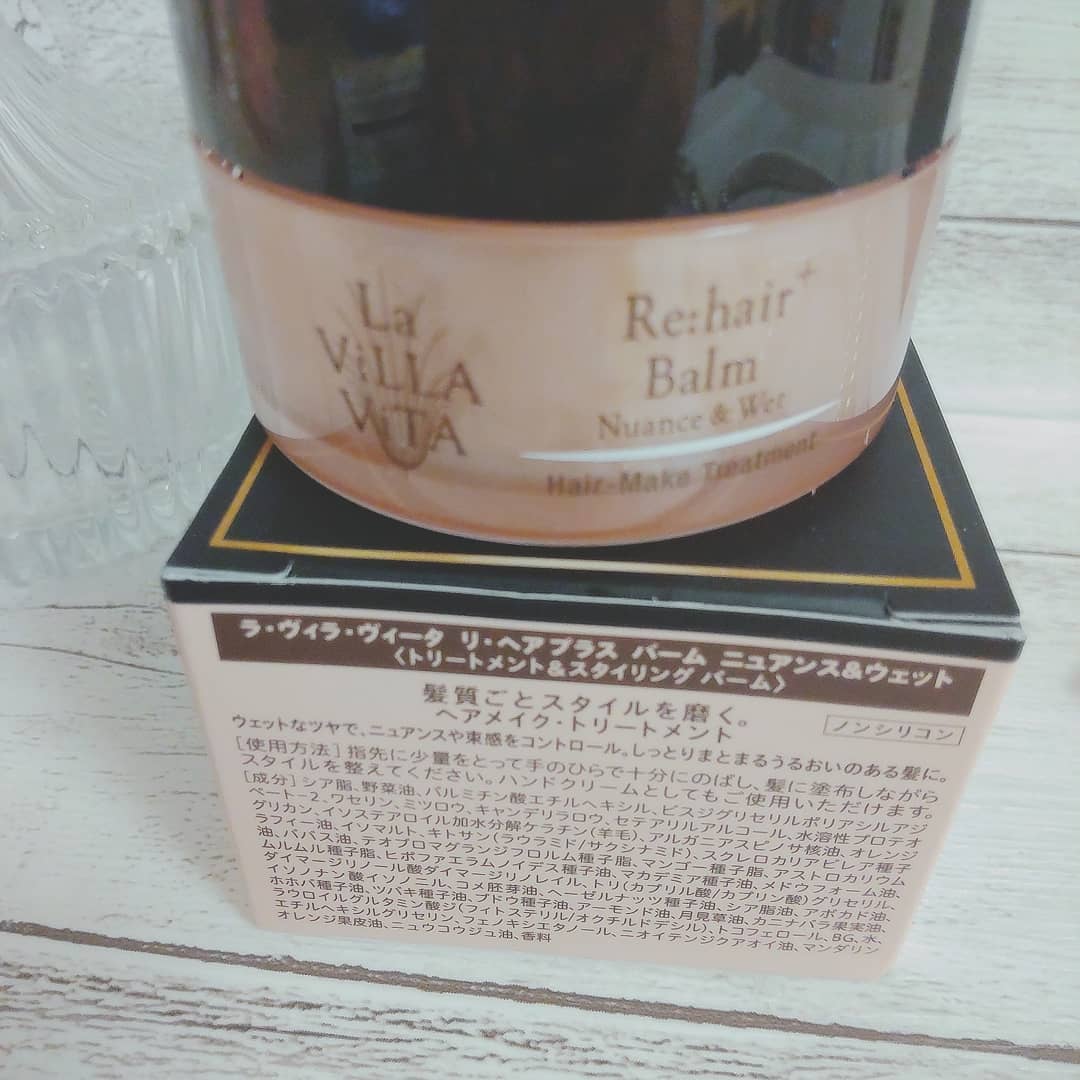 La
ViLLA
ViTA
Re:hair+
Balm
Nuance & Wet
Hair-Make Treatment
ラ・ヴィラ・ヴィータ リ・ヘアプラス バーム ニュアンス&ウェット
〈トリートメント&スタイリング バーム〉
髪質ごとスタイルを磨く。
ヘアメイク・トリートメント
ノンシリコン
ウェットなツヤで、ニュアンスや束感をコントロール。しっとりまとまるうるおいのある髪に。
[使用方法]指先に少量をとって手のひらで十分にのばし、髪に塗布しながら
スタイルを整えてください。ハンドクリームとしてもご使用いただけます。
[成分]シア脂、野菜油、パルミチン酸エチルヘキシル、ビスジグリセリルポリアシルアジ
ペート-2、ワセリン、ミツロウ、キャンデリラロウ、セテアリルアルコール、水溶性プロテオ
グリカン、イソステアロイル加水分解ケラチン(羊毛)、アルガニアスピノサ核油、オレンジ
ラフィー油、イソマルト、キトサン(ラウラミド/サクシナミド)、スクレロカリアビレア種子
油、ババス油、テオブロマグランジフロルム種子脂、マンゴー種子脂、アストロカリウム
ムルムル種子脂、ヒポファエラムノイデス種子油、マカデミア種子油、メドウフォーム油、
ダイマージリノール酸ダイマージリノレイル、トリ(カプリル酸/カプリン酸)グリセリル、
イソノナン酸イソノニル、コメ胚芽油、ヘーゼルナッツ種子油、シア脂油、アボカド油、
ホホバ種子油、ツバキ種子油、ブドウ種子油、アーモンド油、月見草油、カニナバラ果実油、
ラウロイルグルタミン酸ジ(フィトステリル/オクチルドデシル)、トコフェロール、BG、水、
エチルヘキシルグリセリン、フェノキシエタノール、ニオイテンジクアオイ油、マンダリン
オレンジ果皮油、ニュウコウジュ油、香料